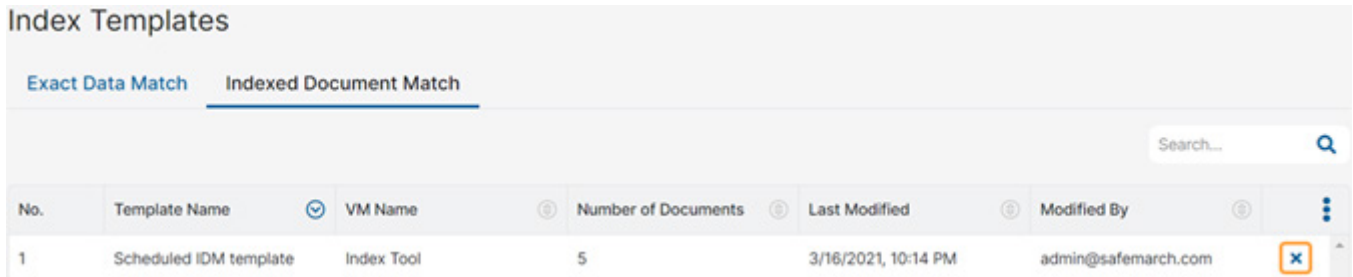 Index Templates
Exact Data Match Indexed Document Match
Search...
No. Template Name VM Name Number of Documents Last Modified Modified By
1 Scheduled IDM template Index Tool 5 3/16/2021, 10:14 PM admin@safemarch.com